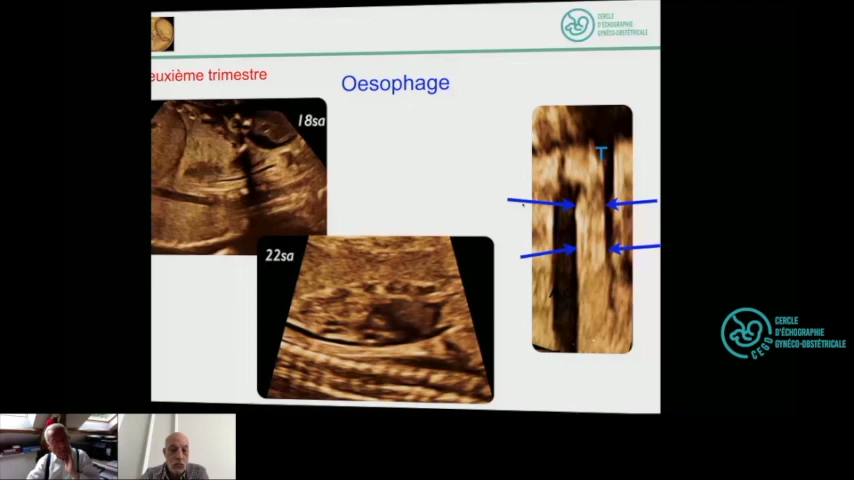 CERCLE
D'ÉCHOGRAPHIE
GYNÉCO-OBSTÉTRICALE
euxième trimestre
Oesophage
18sa
T
22sa
A
CERCLE
D'ÉCHOGRAPHIE
GYNÉCO-OBSTÉTRICALE
CEGO